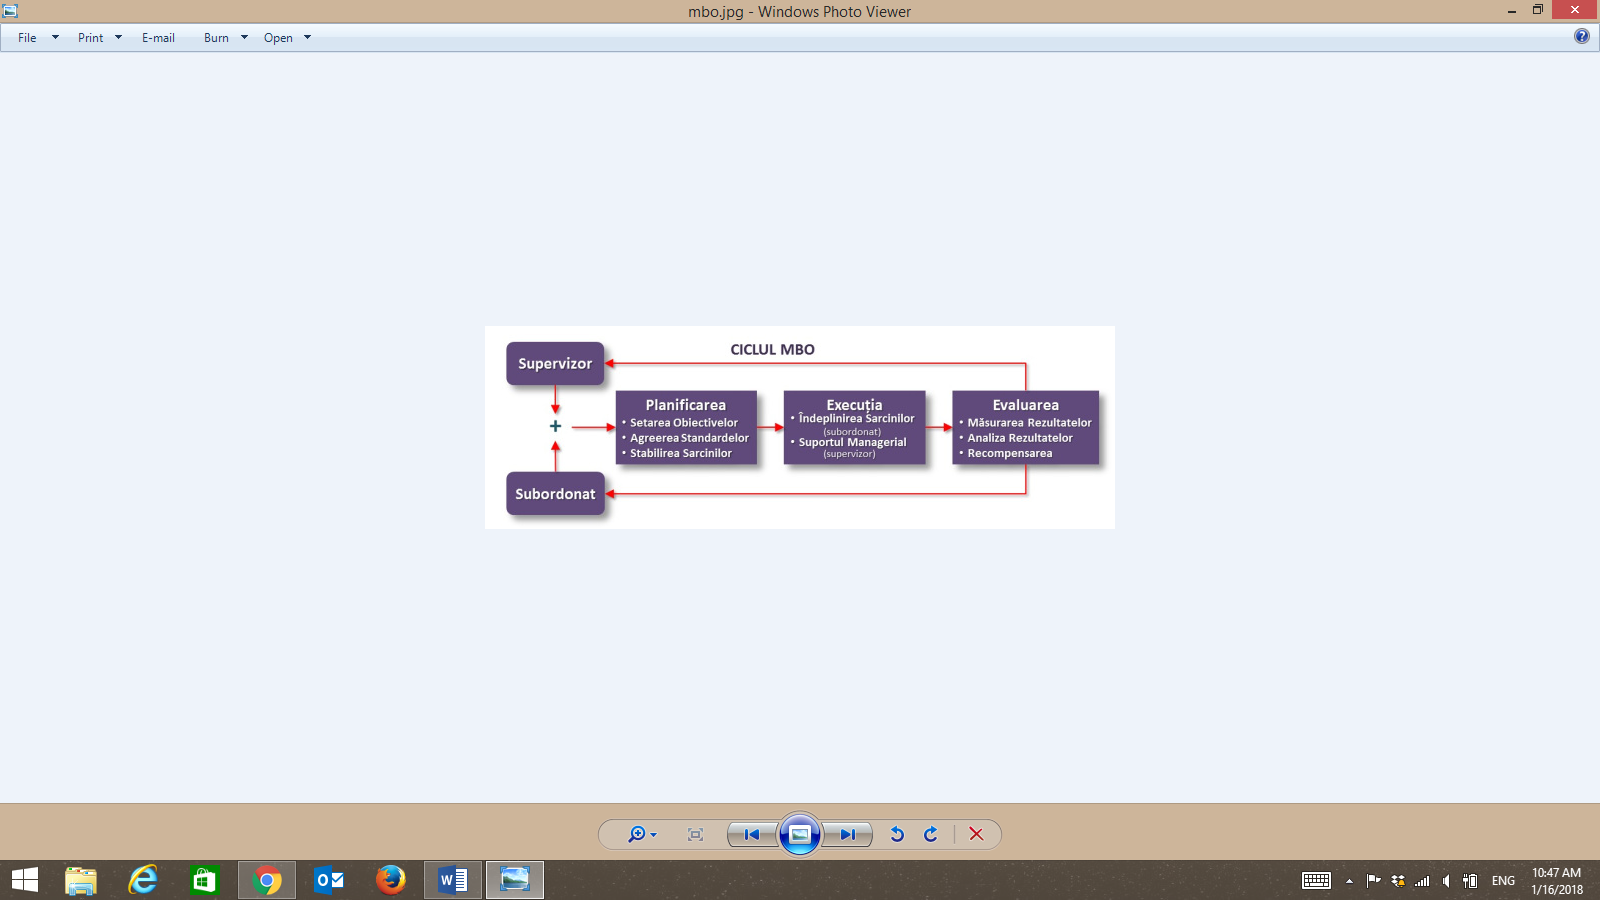 mbo.jpg - Windows Photo Viewer
File Print E-mail Burn Open
CICLUL MBO
Supervizor
+
Subordonat
Planificarea
• Setarea Obiectivelor
• Agreerea Standardelor
• Stabilirea Sarcinilor
Execuția
• Îndeplinirea Sarcinilor
(subordonat)
• Suportul Managerial
(supervizor)
Evaluarea
• Măsurarea Rezultatelor
• Analiza Rezultatelor
• Recompensarea
ENG
10:47 AM
1/16/2018